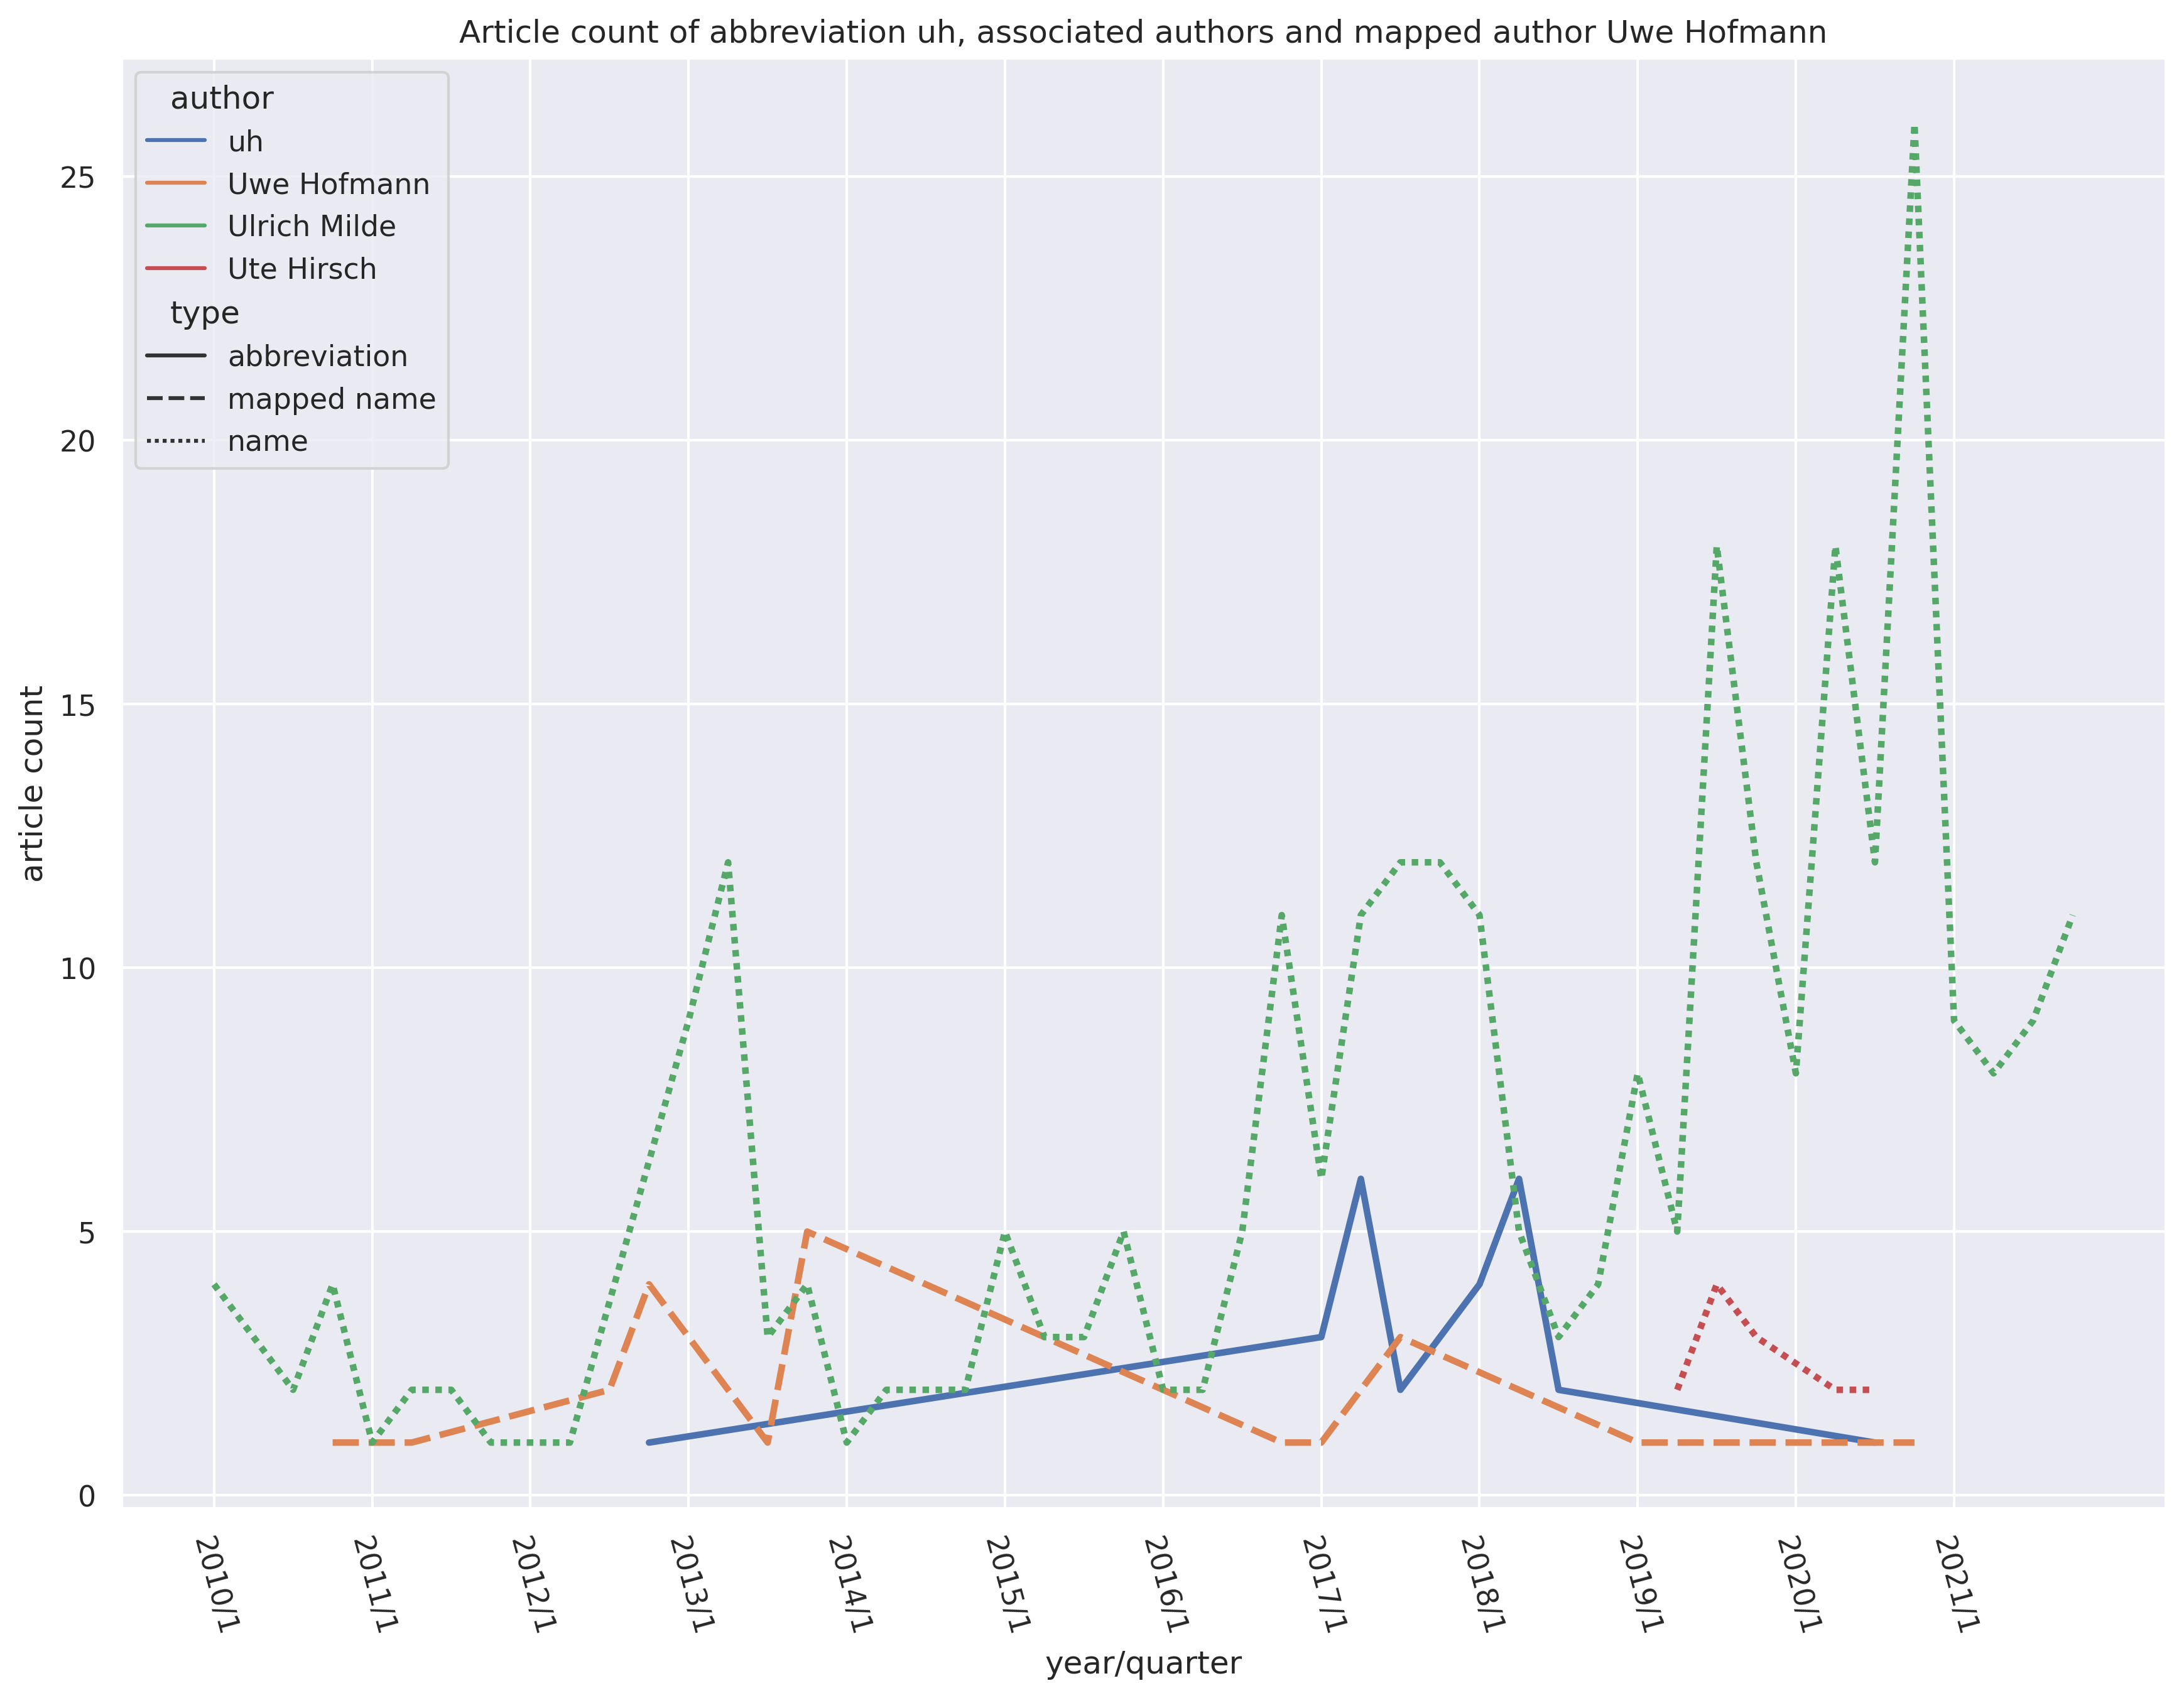 Article count of abbreviation uh, associated authors and mapped author Uwe Hofmann
author
uh
Uwe Hofmann
Ulrich Milde
Ute Hirsch
type
abbreviation
mapped name
name
25
20
15
10
5
0
article count
2010/1
2011/1
2012/1
2013/1
2014/1
2015/1
2016/1
2017/1
2018/1
2019/1
2020/1
2021/1
year/quarter